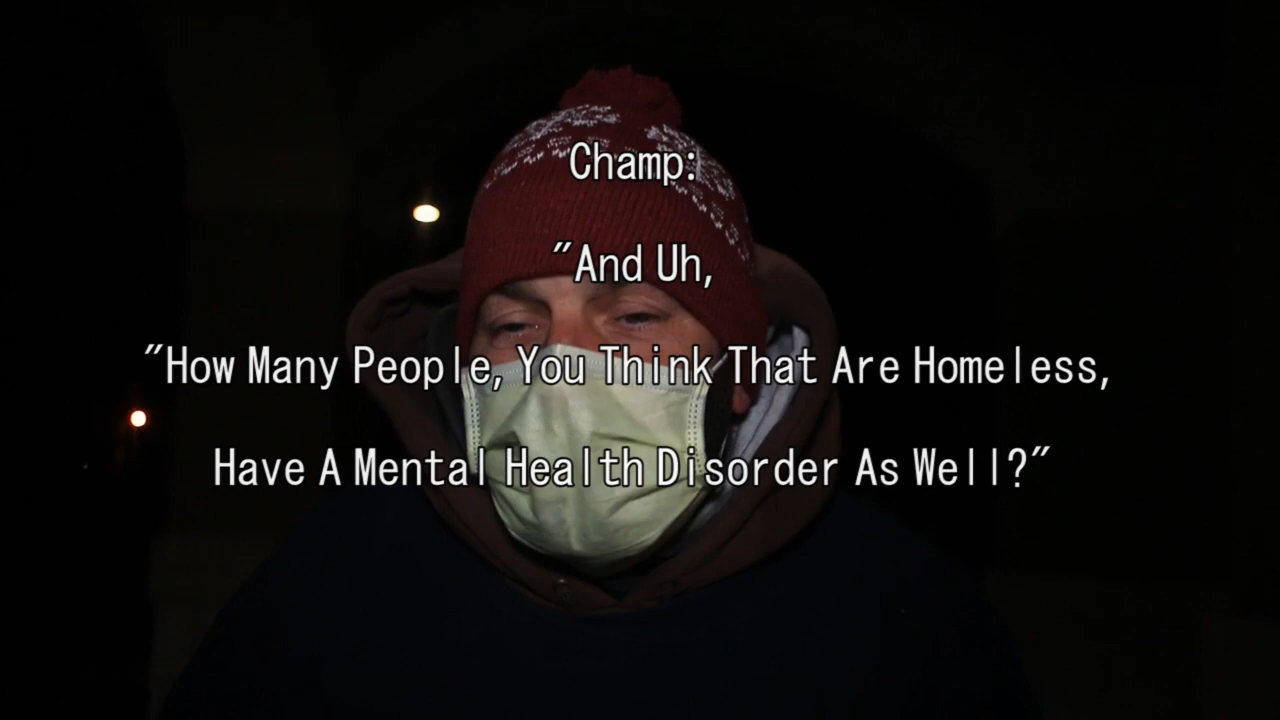 Champ:
"And Uh,
"How Many People, You Think That Are Homeless,
Have A Mental Health Disorder As Well?"